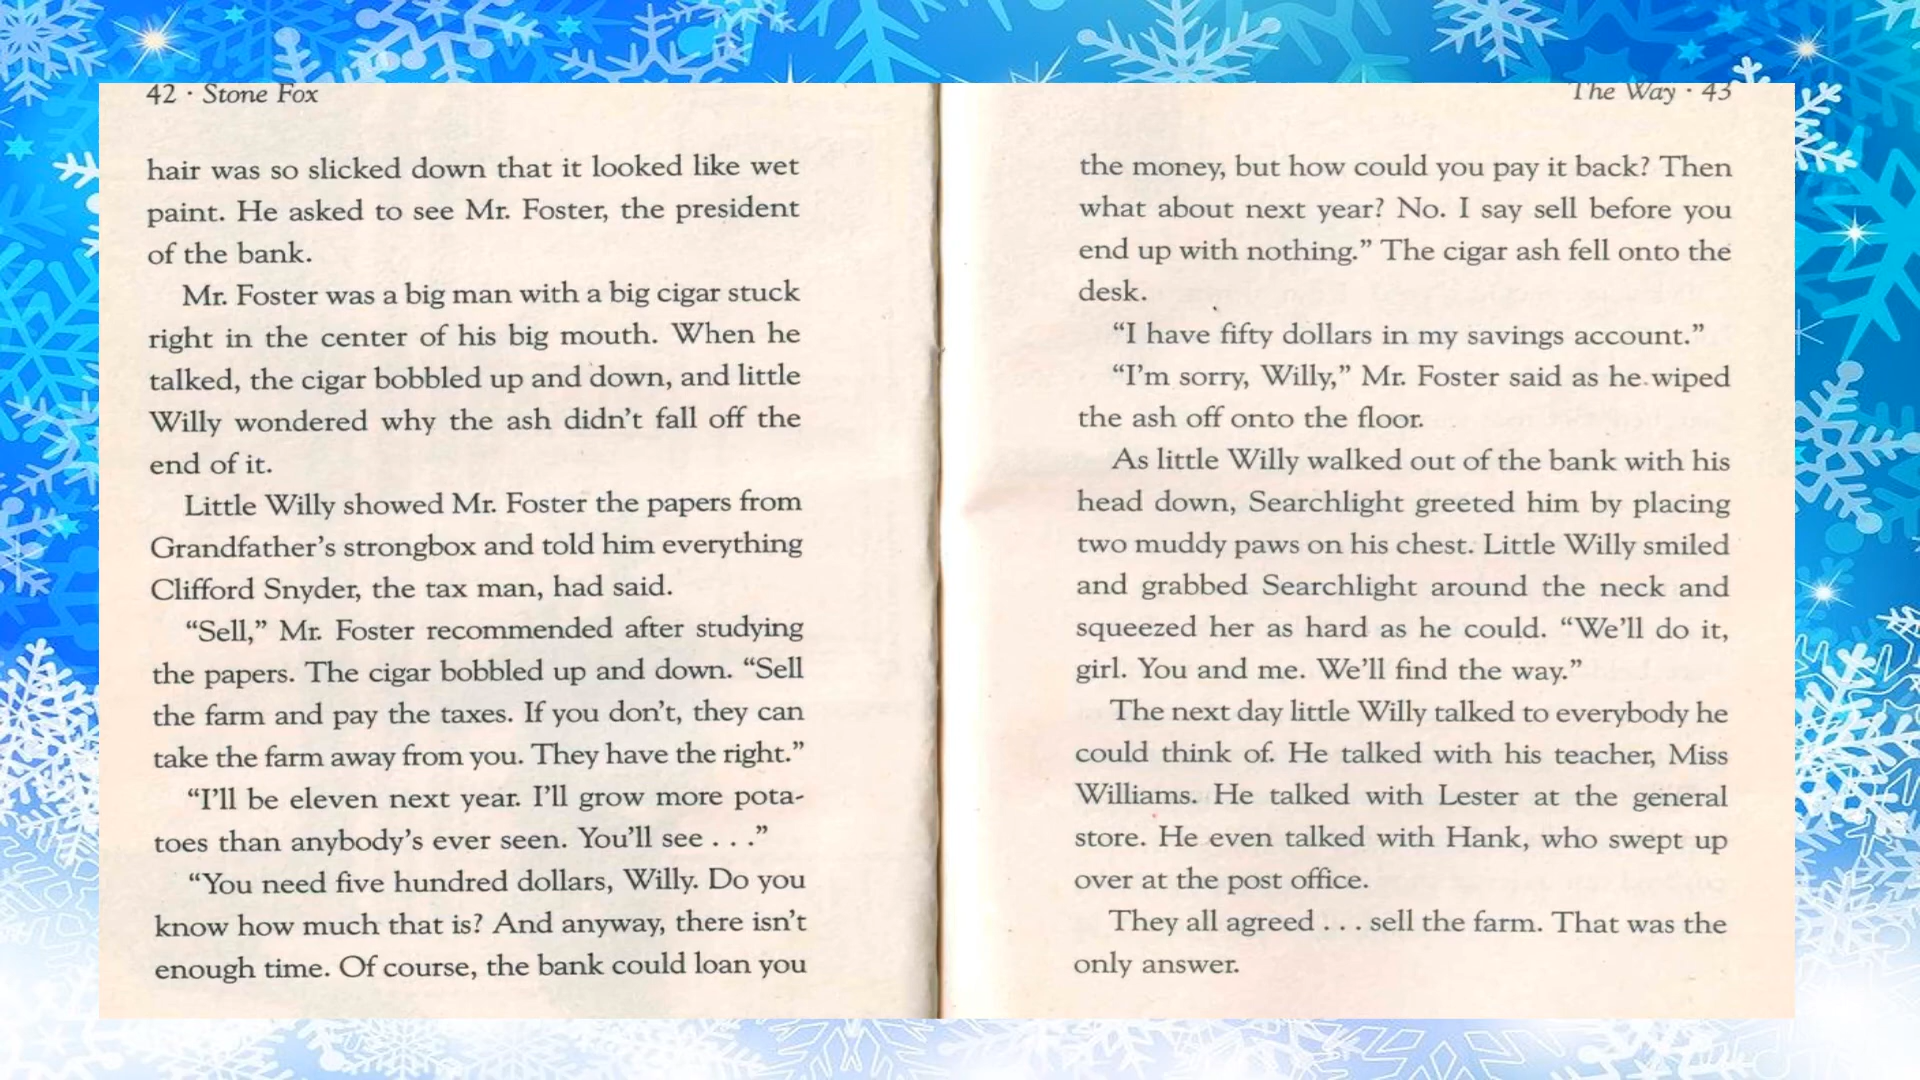 42 · Stone Fox
hair was so slicked down that it looked like wet
paint. He asked to see Mr. Foster, the president
of the bank.
Mr. Foster was a big man with a big cigar stuck
right in the center of his big mouth. When he
talked, the cigar bobbled up and down, and little
Willy wondered why the ash didn’t fall off the
end of it.
Little Willy showed Mr. Foster the papers from
Grandfather’s strongbox and told him everything
Clifford Snyder, the tax man, had said.
“Sell,” Mr. Foster recommended after studying
the papers. The cigar bobbled up and down. “Sell
the farm and pay the taxes. If you don’t, they can
take the farm away from you. They have the right.”
“I’ll be eleven next year. I’ll grow more pota-
toes than anybody’s ever seen. You’ll see . . .”
“You need five hundred dollars, Willy. Do you
know how much that is? And anyway, there isn’t
enough time. Of course, the bank could loan you
The Way · 43
the money, but how could you pay it back? Then
what about next year? No. I say sell before you
end up with nothing.” The cigar ash fell onto the
desk.
“I have fifty dollars in my savings account.”
“I’m sorry, Willy,” Mr. Foster said as he wiped
the ash off onto the floor.
As little Willy walked out of the bank with his
head down, Searchlight greeted him by placing
two muddy paws on his chest. Little Willy smiled
and grabbed Searchlight around the neck and
squeezed her as hard as he could. “We’ll do it,
girl. You and me. We’ll find the way.”
The next day little Willy talked to everybody he
could think of. He talked with his teacher, Miss
Williams. He talked with Lester at the general
store. He even talked with Hank, who swept up
over at the post office.
They all agreed . . . sell the farm. That was the
only answer.